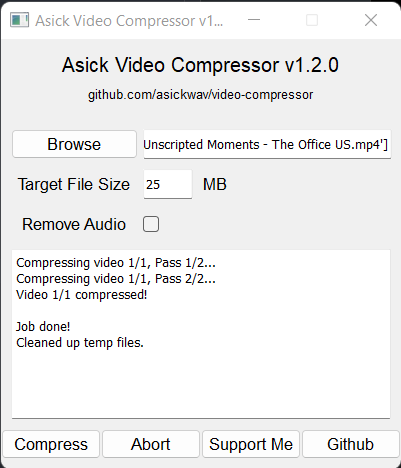 Asick Video Compressor v1...
Asick Video Compressor v1.2.0
github.com/asickwav/video-compressor
Browse
Unscripted Moments - The Office US.mp4']
Target File Size
25
MB
Remove Audio
Compressing video 1/1, Pass 1/2...
Compressing video 1/1, Pass 2/2...
Video 1/1 compressed!
Job done!
Cleaned up temp files.
Compress
Abort
Support Me
Github